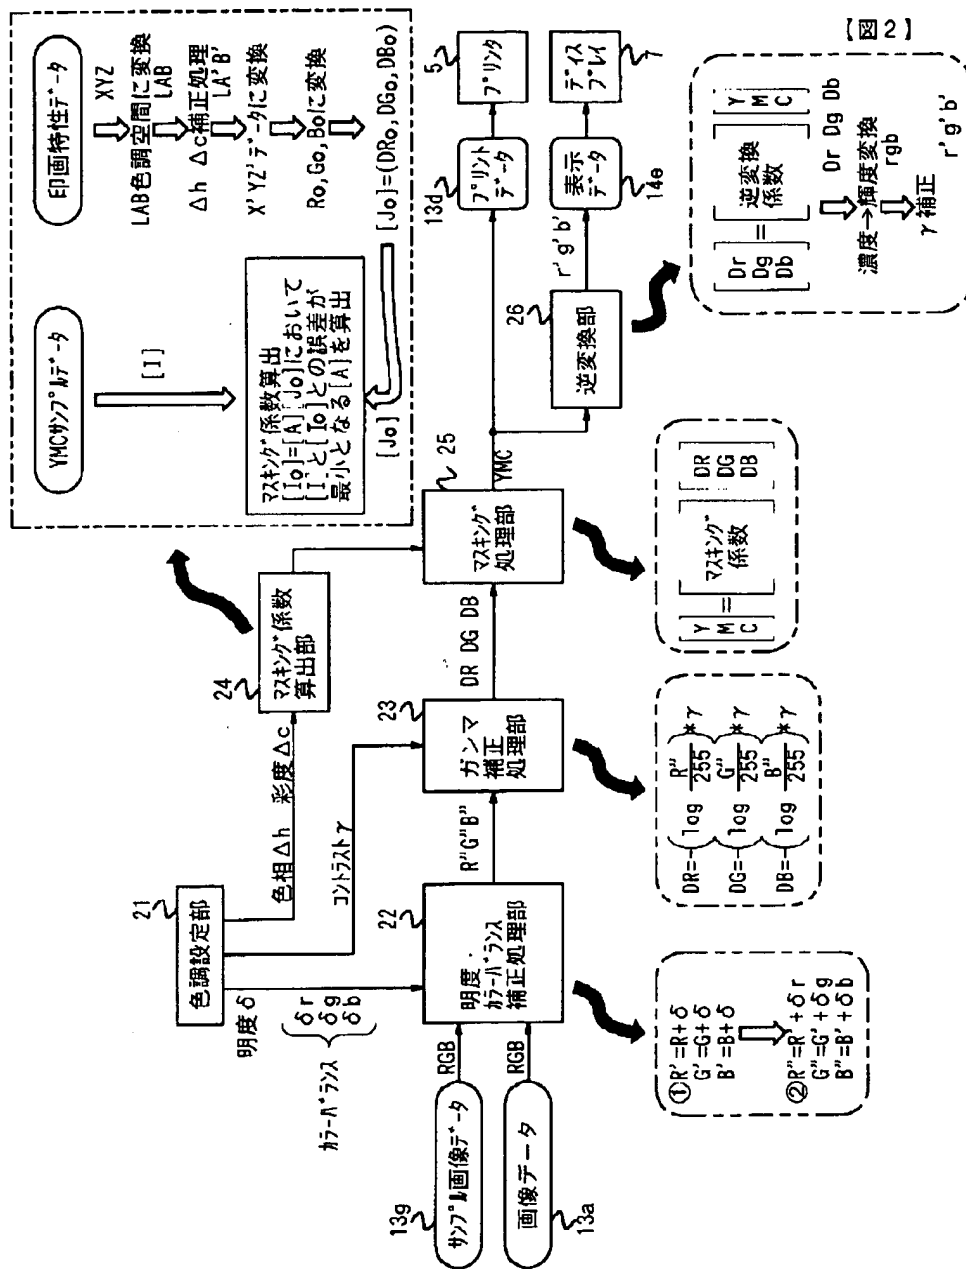 【図2】
21
色調設定部
明度δ
カラーバランス
δr
δg
δb
色相Δh 彩度Δc
コントラストγ
13g
サンプル画像データ
RGB
画像データ
13a
RGB
22
明度・
カラーバランス
補正処理部
R"G"B"
①R'=R+δ
G'=G+δ
B'=B+δ
②R"=R'+δr
G"=G'+δg
B"=B'+δb
23
ガンマ
補正
処理部
DR DG DB
DR=-log(R"/255)*γ
DG=-log(G"/255)*γ
DB=-log(B"/255)*γ
24
マスキング係数
算出部
25
マスキング
処理部
YMC
[Y M C]=[マスキング係数][DR DG DB]
YMCサンプルデータ
[I]
マスキング係数算出
[Io]=[A][Jo]において
[I]と[Io]との誤差が
最小となる[A]を算出
[Jo]
印画特性データ
XYZ
LAB色調空間に変換
LAB
Δh Δc補正処理
LA'B'
X'YZ'データに変換
Ro,Go,Boに変換
[Jo]=(DRo,DGo,DBo)
13d
プリント
データ
5
プリンタ
26
逆変換部
r'g'b'
表示
データ
14e
ディス
プレイ
7
[Dr Dg Db]=[逆変換係数][Y M C]
Dr Dg Db
濃度→輝度変換
rgb
γ補正
r'g'b'